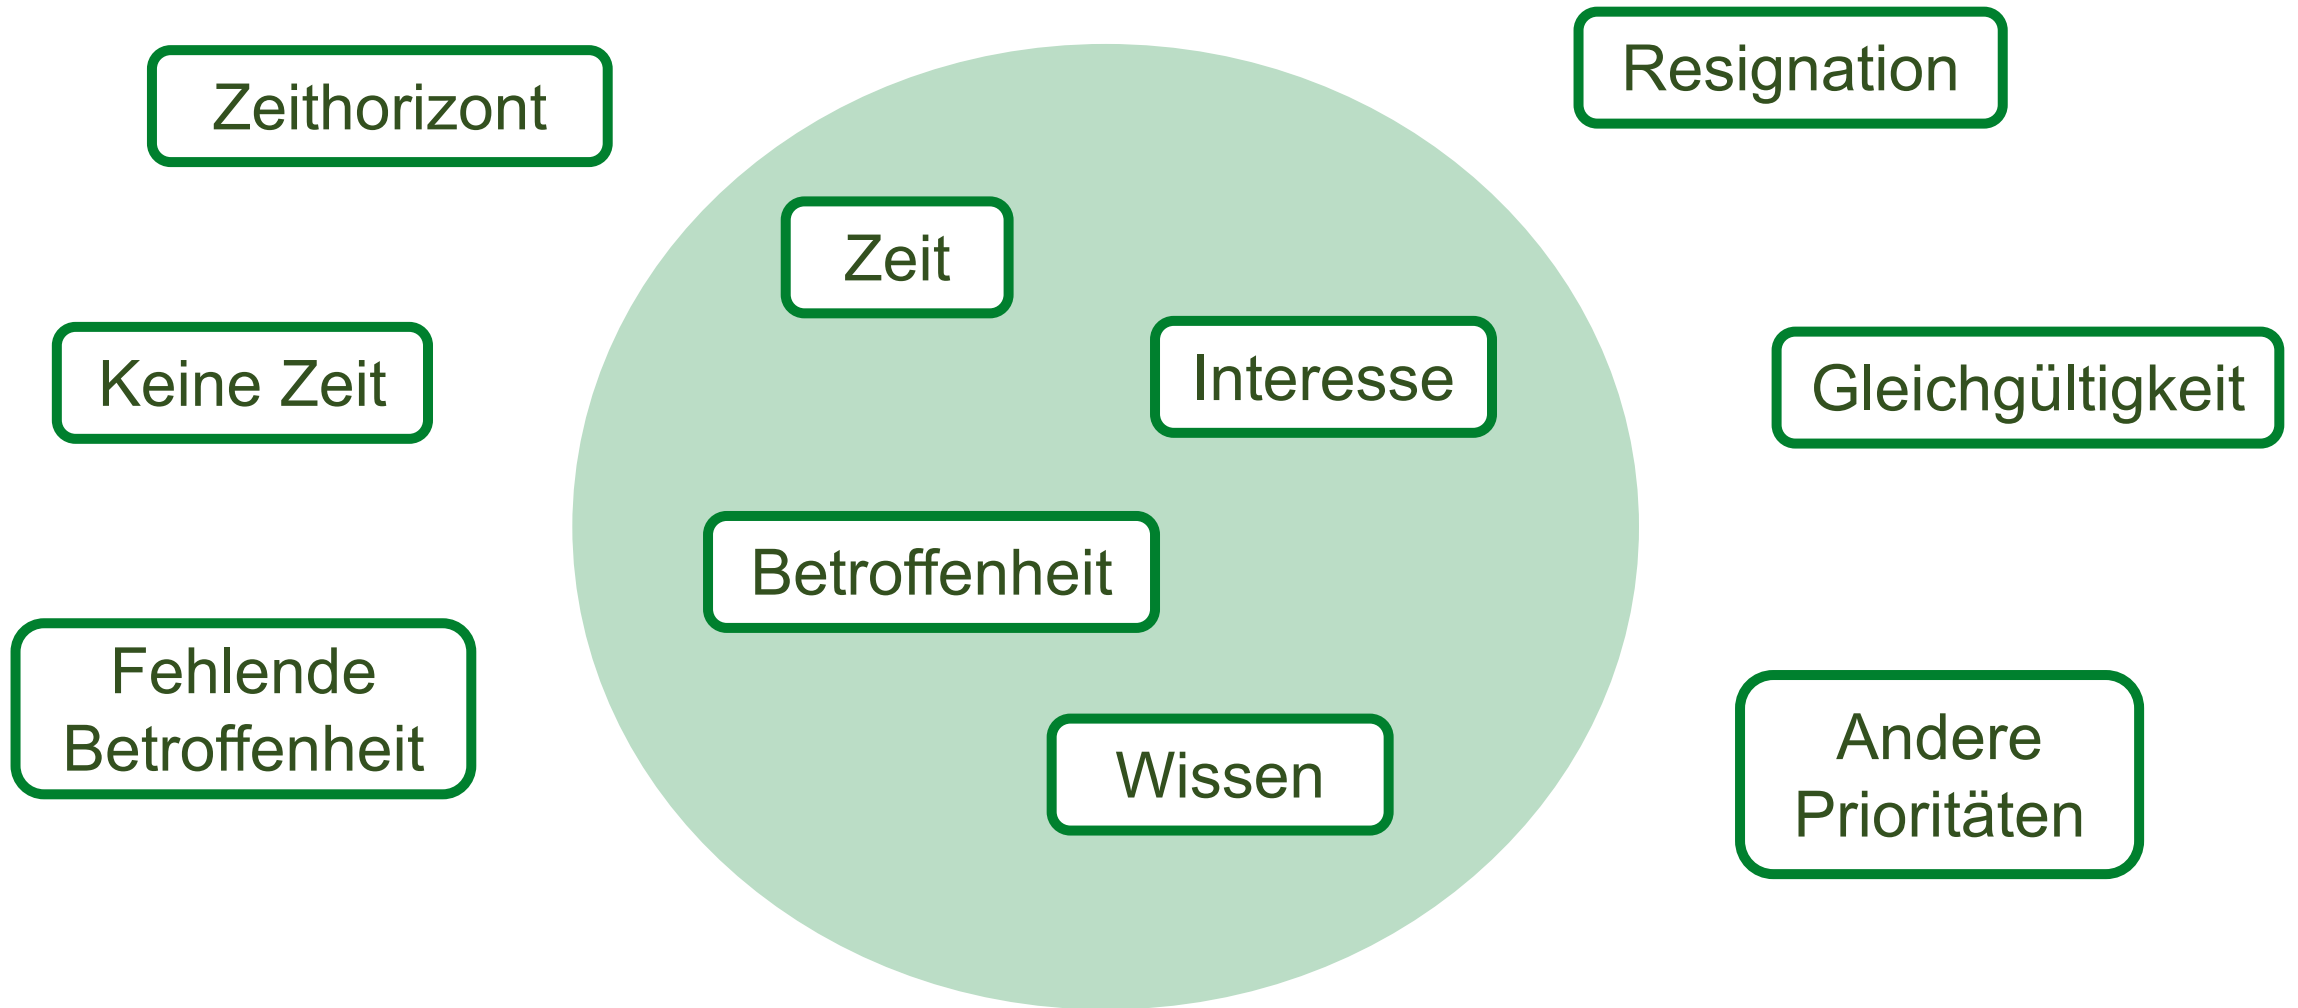 Resignation
Zeithorizont
Zeit
Interesse
Keine Zeit
Gleichgültigkeit
Betroffenheit
Fehlende
Betroffenheit
Wissen
Andere
Prioritäten